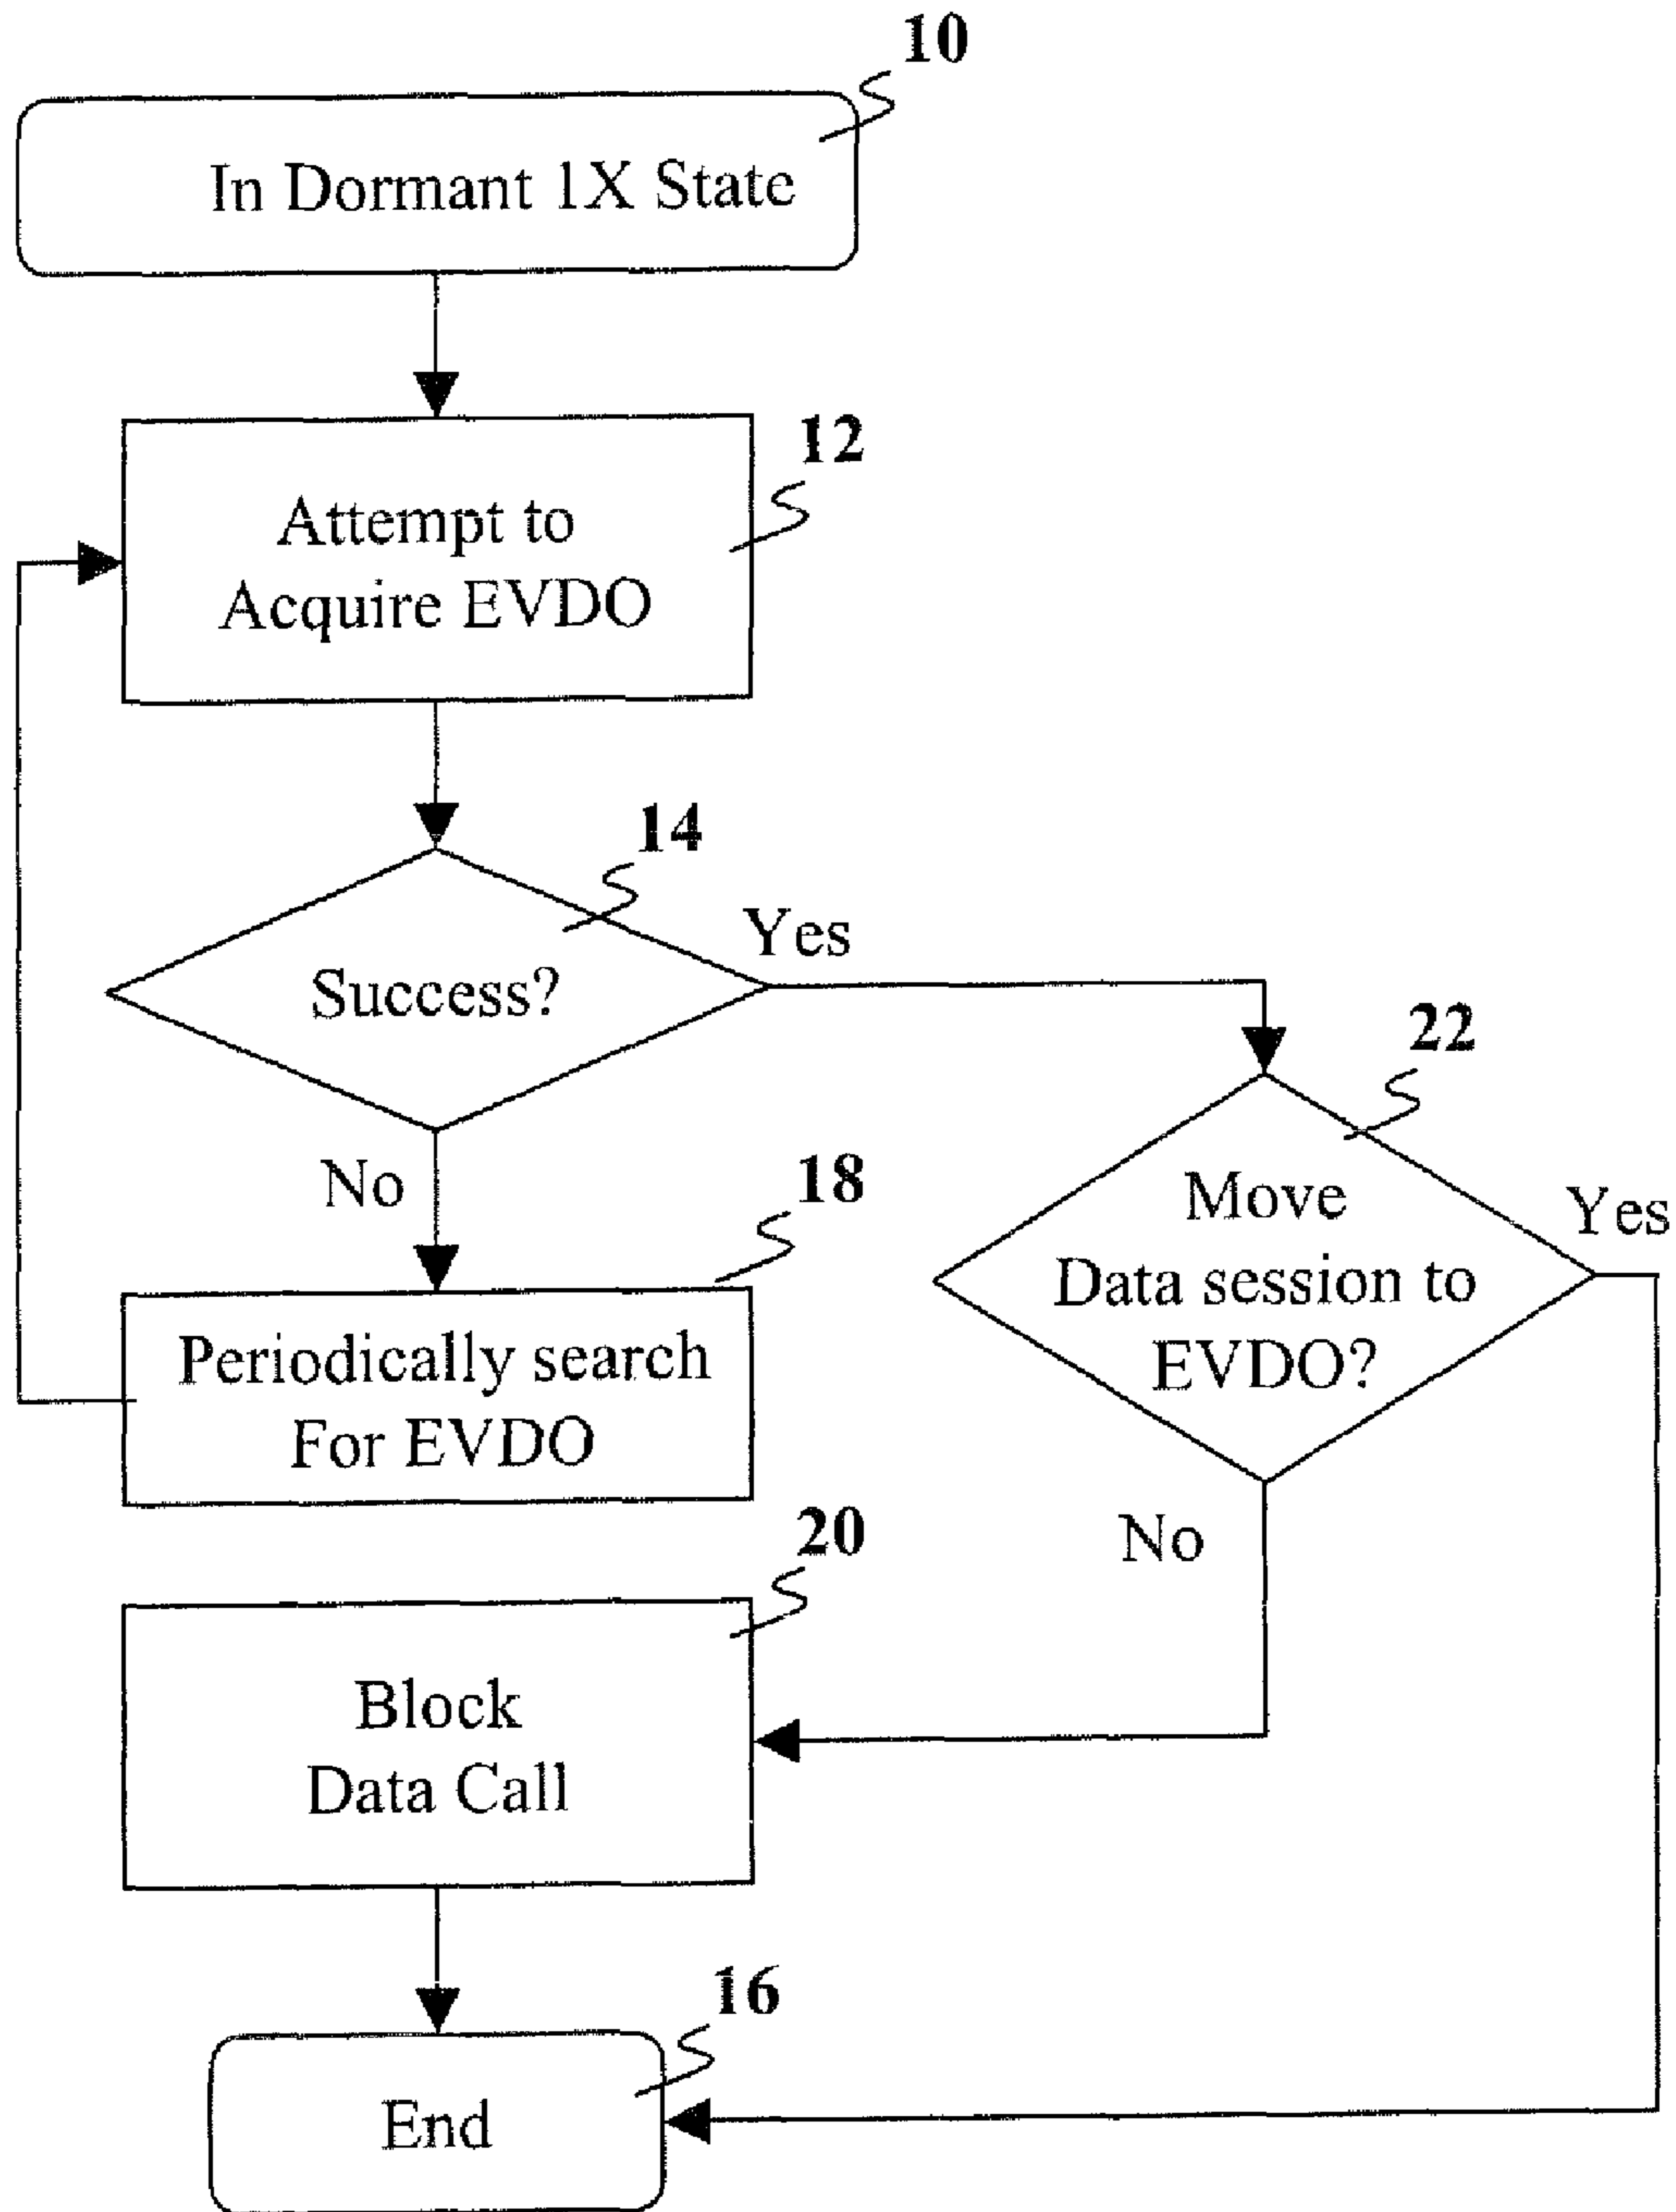 10
In Dormant 1X State
12
Attempt to
Acquire EVDO
14
Success?
Yes
No
22
Move
Data session to
EVDO?
Yes
No
18
Periodically search
For EVDO
20
Block
Data Call
16
End